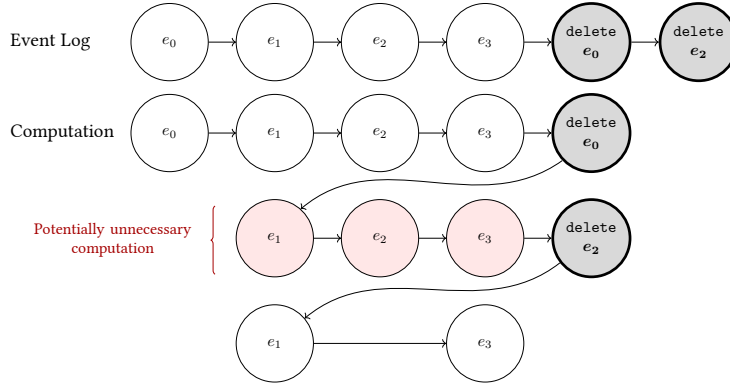 Event Log e₀ e₁ e₂ e₃ delete e₀ delete e₂
Computation e₀ e₁ e₂ e₃ delete e₀
Potentially unnecessary
computation
e₁ e₂ e₃ delete e₂
e₁ e₃